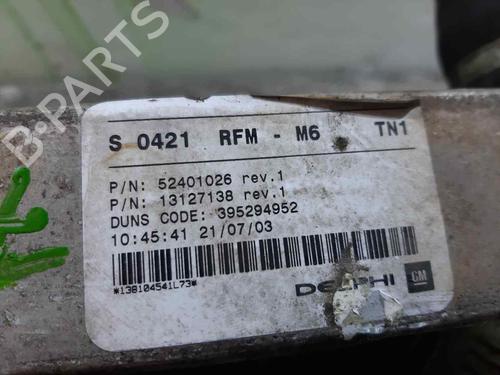 S 0421 RFM - M6 TN1
P/N: 52401026 rev.1
P/N: 13127138 rev.1
DUNS CODE: 395294952
10:45:41 21/07/03
*138104541L73*
DELPHI GM
B-Parts